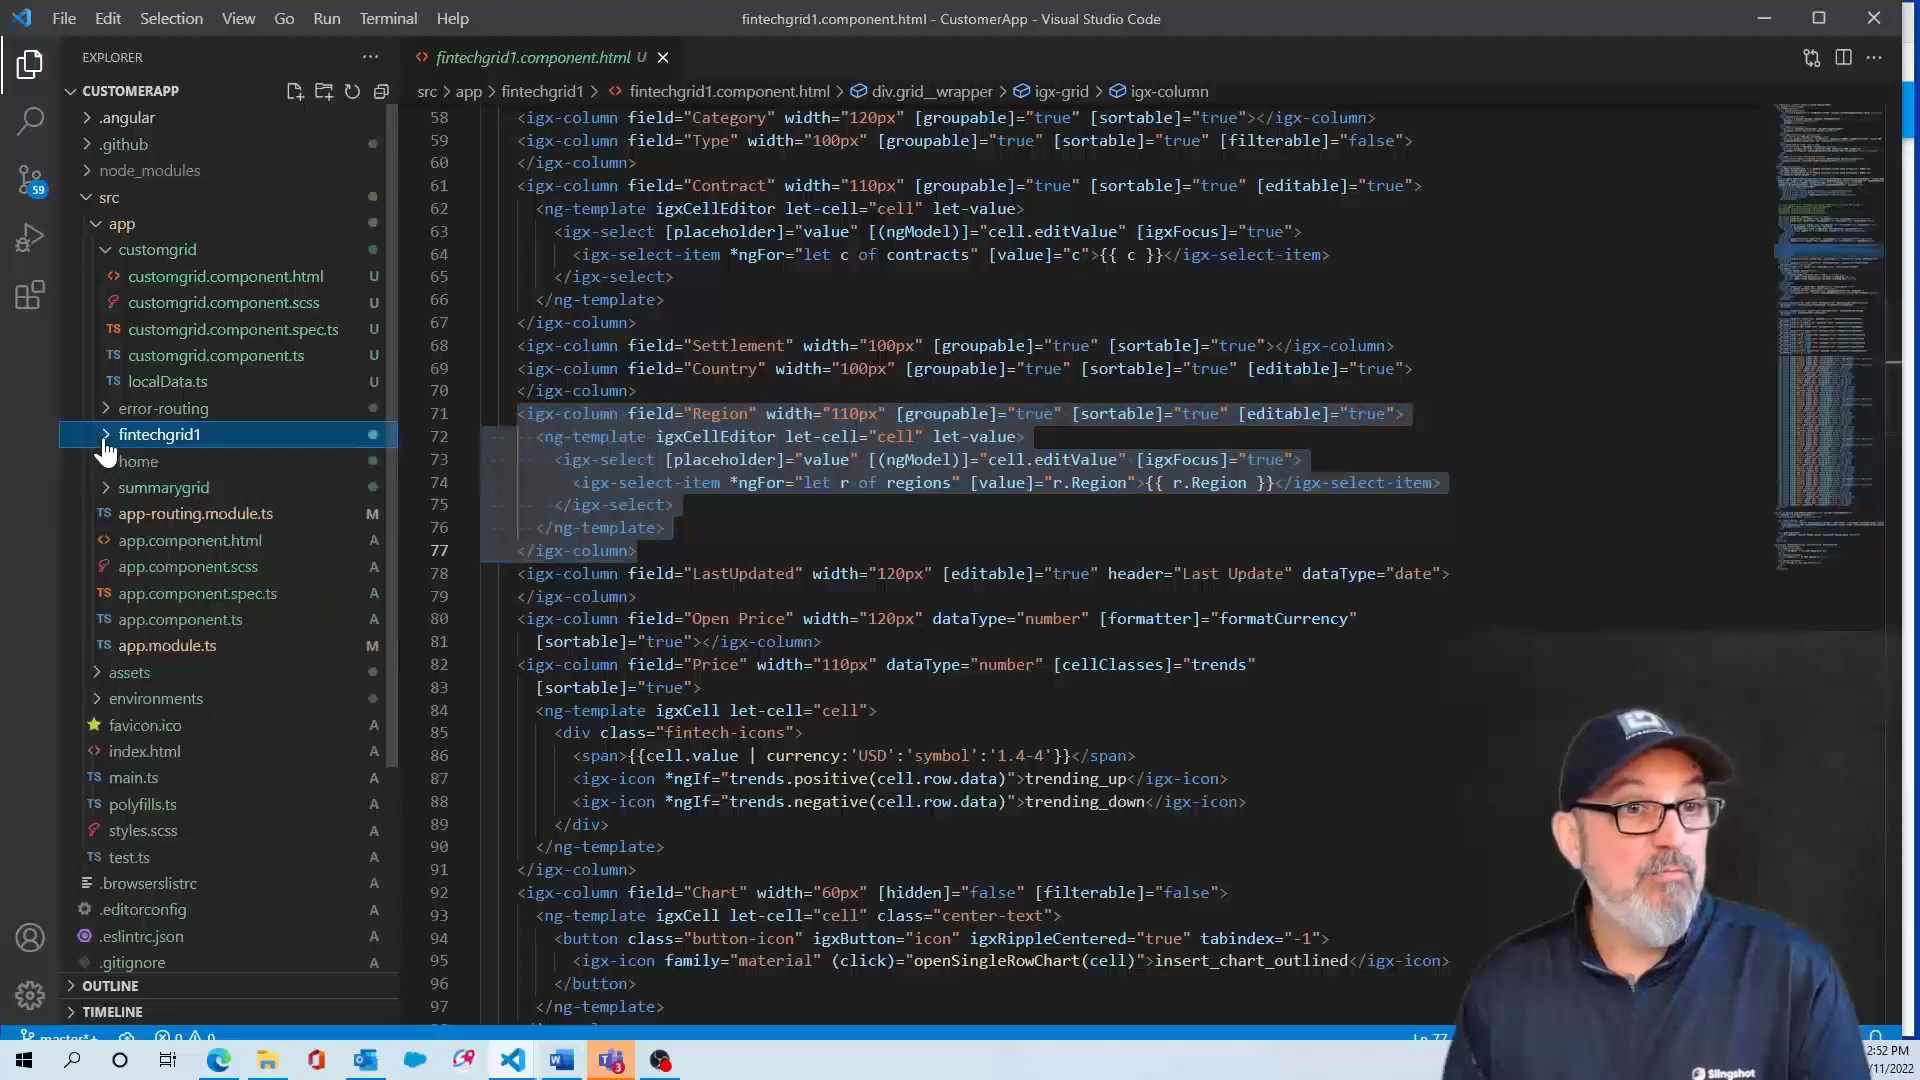 File Edit Selection View Go Run Terminal Help
fintechgrid1.component.html - CustomerApp - Visual Studio Code
EXPLORER
fintechgrid1.component.html U
CUSTOMERAPP
src > app > fintechgrid1 > fintechgrid1.component.html > div.grid__wrapper > igx-grid > igx-column
.angular
.github
node_modules
59
src
app
customgrid
customgrid.component.html U
customgrid.component.scss U
customgrid.component.spec.ts U
customgrid.component.ts U
localData.ts U
error-routing
fintechgrid1
home
summarygrid
app-routing.module.ts M
app.component.html A
app.component.scss A
app.component.spec.ts A
app.component.ts A
app.module.ts M
assets
environments
favicon.ico A
index.html A
main.ts A
polyfills.ts A
styles.scss A
test.ts A
.browserslistrc A
.editorconfig A
.eslintrc.json A
.gitignore A
OUTLINE
TIMELINE
58 <igx-column field="Category" width="120px" [groupable]="true" [sortable]="true"></igx-column>
59 <igx-column field="Type" width="100px" [groupable]="true" [sortable]="true" [filterable]="false">
60 </igx-column>
61 <igx-column field="Contract" width="110px" [groupable]="true" [sortable]="true" [editable]="true">
62 <ng-template igxCellEditor let-cell="cell" let-value>
63 <igx-select [placeholder]="value" [(ngModel)]="cell.editValue" [igxFocus]="true">
64 <igx-select-item *ngFor="let c of contracts" [value]="c">{{ c }}</igx-select-item>
65 </igx-select>
66 </ng-template>
67 </igx-column>
68 <igx-column field="Settlement" width="100px" [groupable]="true" [sortable]="true"></igx-column>
69 <igx-column field="Country" width="100px" [groupable]="true" [sortable]="true" [editable]="true">
70 </igx-column>
71 <igx-column field="Region" width="110px" [groupable]="true" [sortable]="true" [editable]="true">
72 <ng-template igxCellEditor let-cell="cell" let-value>
73 <igx-select [placeholder]="value" [(ngModel)]="cell.editValue" [igxFocus]="true">
74 <igx-select-item *ngFor="let r of regions" [value]="r.Region">{{ r.Region }}</igx-select-item>
75 </igx-select>
76 </ng-template>
77 </igx-column>
78 <igx-column field="LastUpdated" width="120px" [editable]="true" header="Last Update" dataType="date">
79 </igx-column>
80 <igx-column field="Open Price" width="120px" dataType="number" [formatter]="formatCurrency"
81 [sortable]="true"></igx-column>
82 <igx-column field="Price" width="110px" dataType="number" [cellClasses]="trends"
83 [sortable]="true">
84 <ng-template igxCell let-cell="cell">
85 <div class="fintech-icons">
86 <span>{{cell.value | currency:'USD':'symbol':'1.4-4'}}</span>
87 <igx-icon *ngIf="trends.positive(cell.row.data)">trending_up</igx-icon>
88 <igx-icon *ngIf="trends.negative(cell.row.data)">trending_down</igx-icon>
89 </div>
90 </ng-template>
91 </igx-column>
92 <igx-column field="Chart" width="60px" [hidden]="false" [filterable]="false">
93 <ng-template igxCell let-cell="cell" class="center-text">
94 <button class="button-icon" igxButton="icon" igxRippleCentered="true" tabindex="-1">
95 <igx-icon family="material" (click)="openSingleRowChart(cell)">insert_chart_outlined</igx-icon>
96 </button>
97 </ng-template>
master*+ 0 0
Ln 77
3
2:52 PM
/11/2022
Slingshot